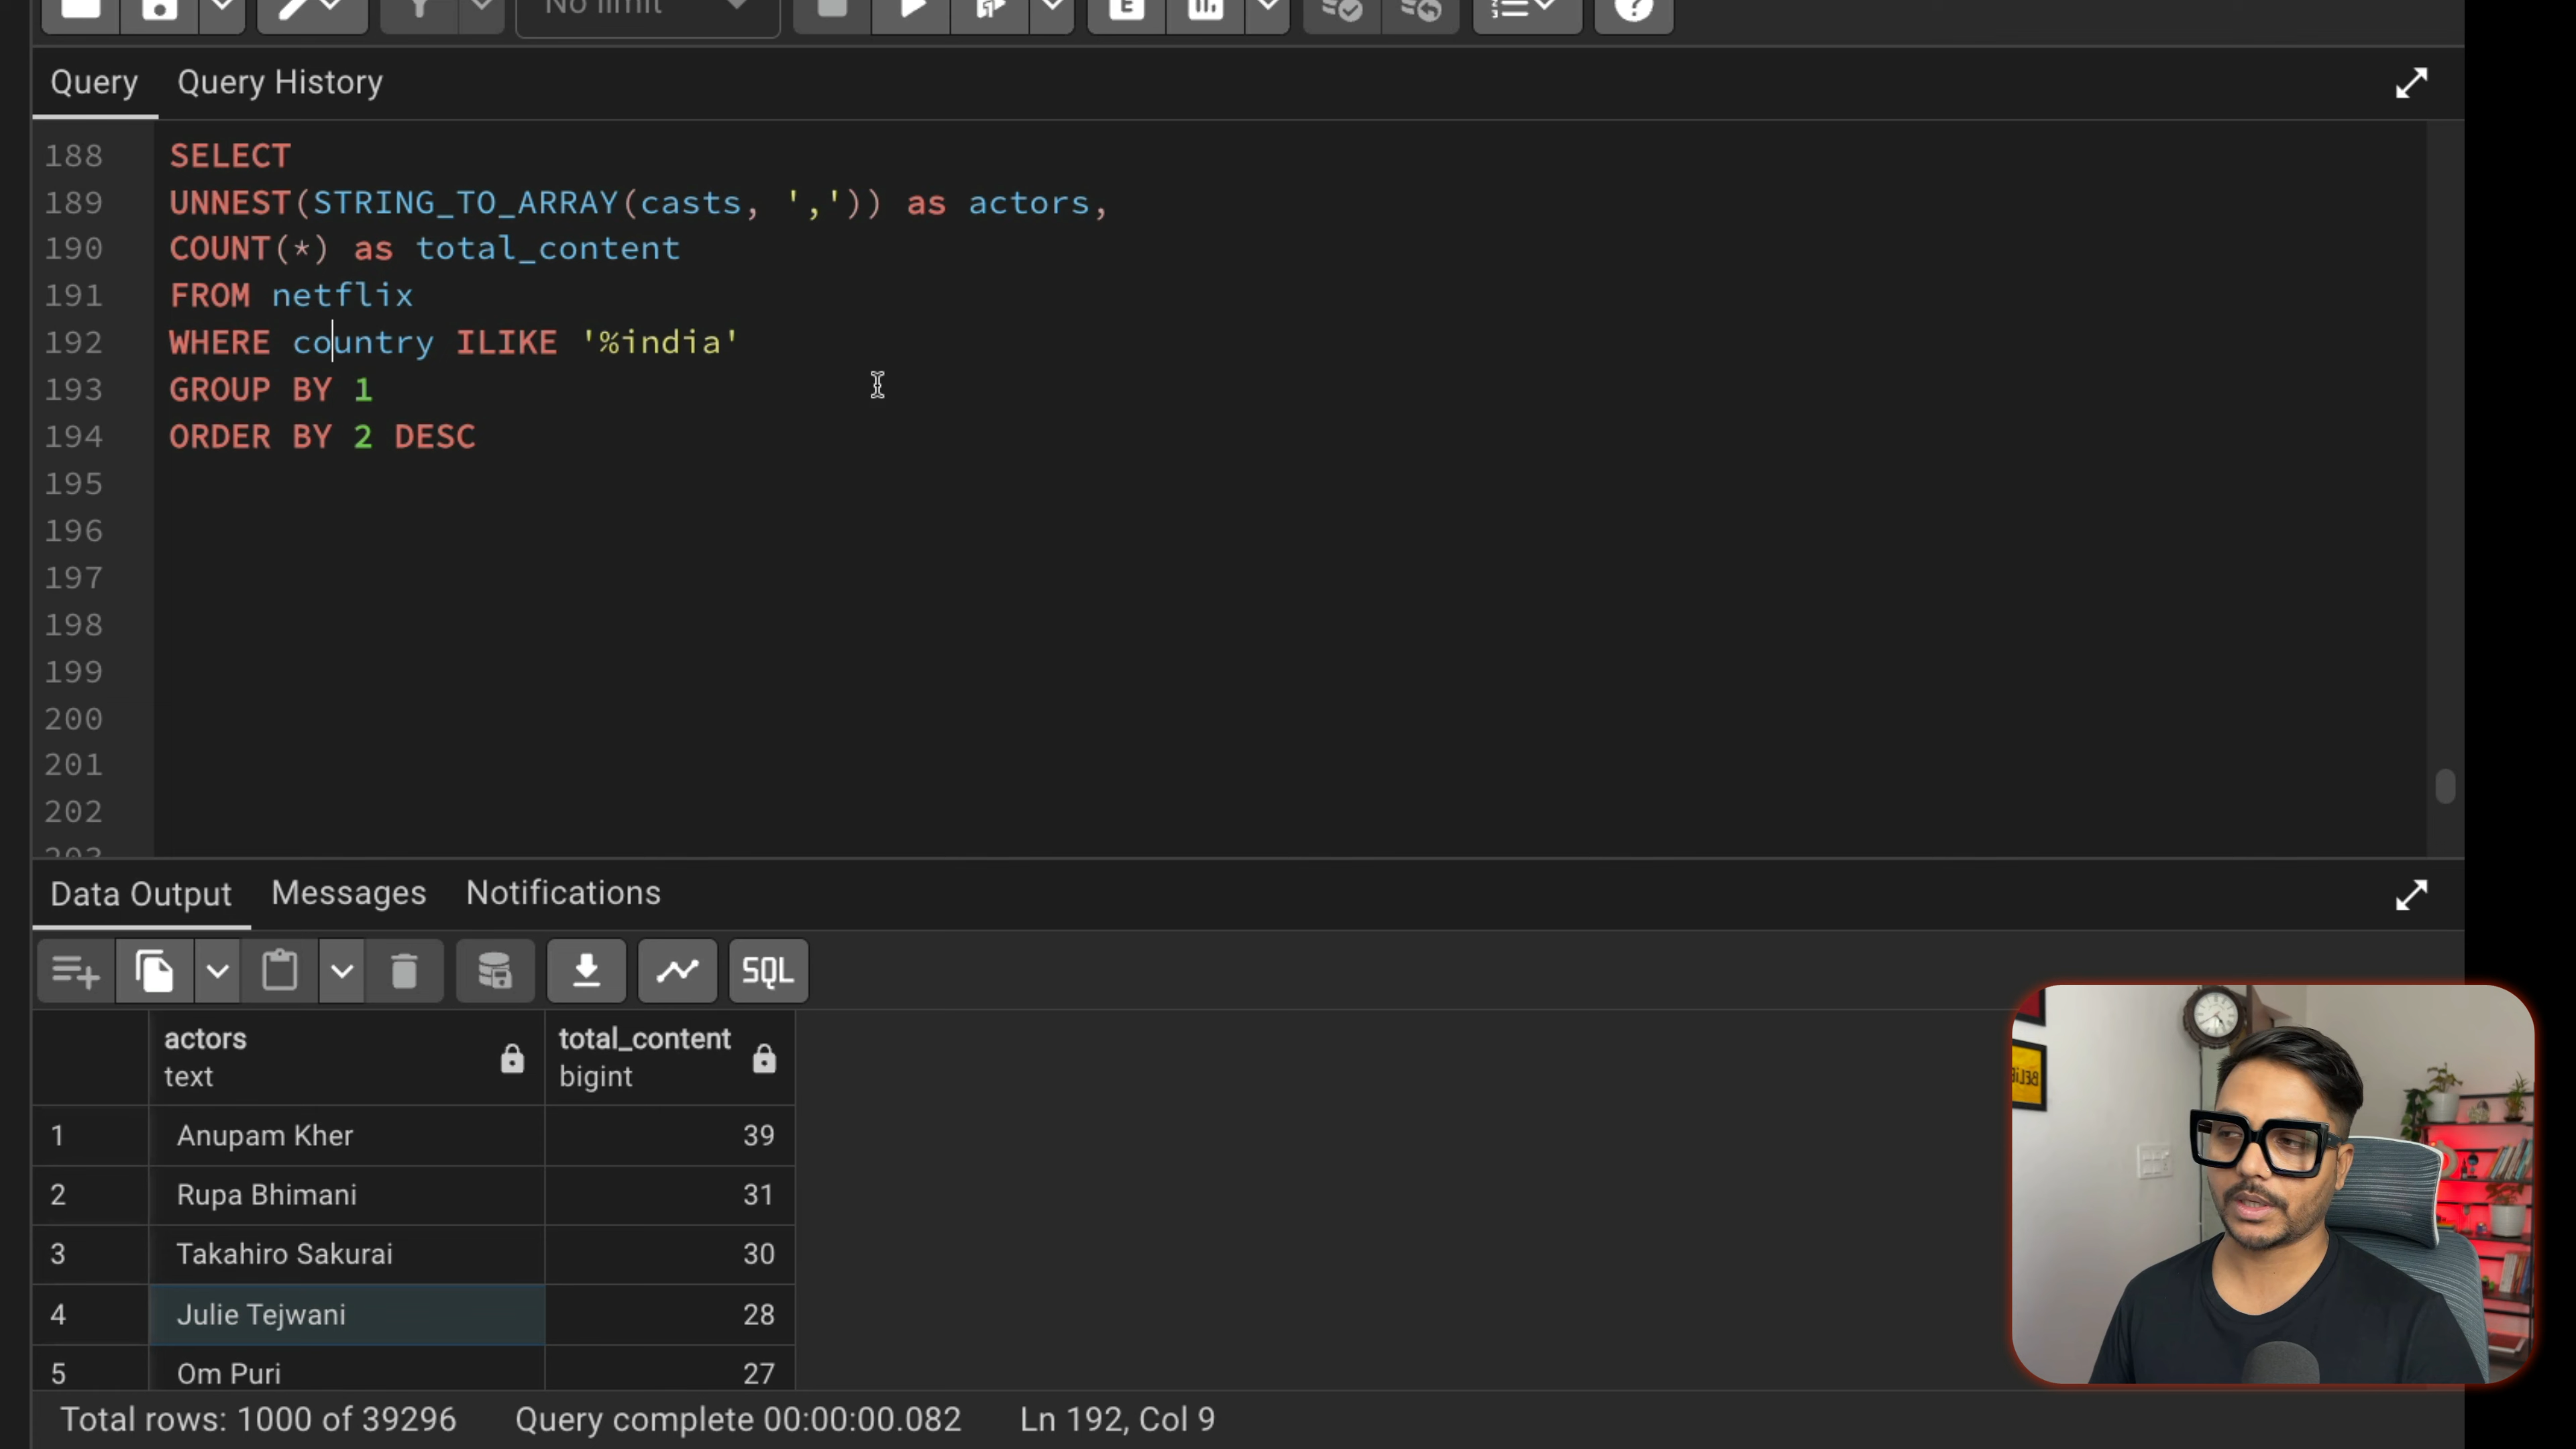 No limit
Query Query History
188 SELECT
189 UNNEST(STRING_TO_ARRAY(casts, ',')) as actors,
190 COUNT(*) as total_content
191 FROM netflix
192 WHERE country ILIKE '%india'
193 GROUP BY 1
194 ORDER BY 2 DESC
195
196
197
198
199
200
201
202
203
Data Output Messages Notifications
SQL
actors total_content
text bigint
1 Anupam Kher 39
2 Rupa Bhimani 31
3 Takahiro Sakurai 30
4 Julie Tejwani 28
5 Om Puri 27
Total rows: 1000 of 39296 Query complete 00:00:00.082 Ln 192, Col 9